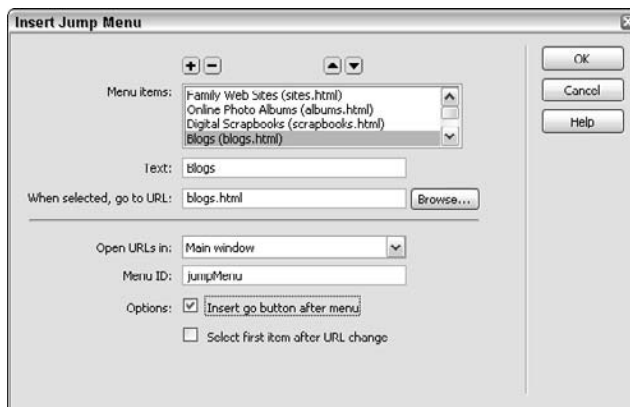 Insert Jump Menu
OK
Menu items:
Family Web Sites (sites.html)
Online Photo Albums (albums.html)
Digital Scrapbooks (scrapbooks.html)
Blogs (blogs.html)
Cancel
Help
Text: Blogs
When selected, go to URL: blogs.html Browse...
Open URLs in: Main window
Menu ID: jumpMenu
Options: Insert go button after menu
Select first item after URL change